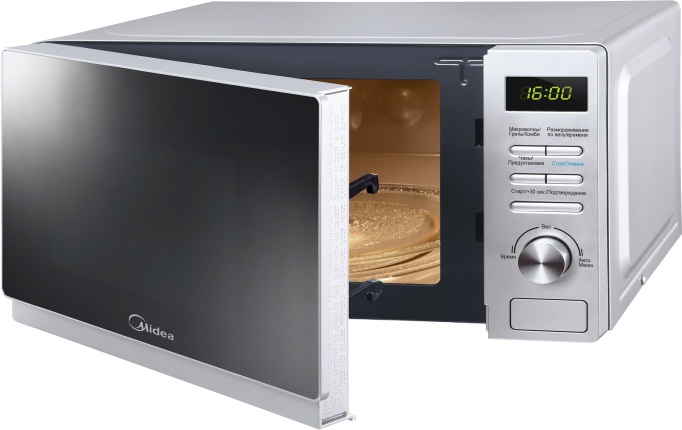 16:00
Микроволны/ Размораживание
Гриль/Комби по весу/времени
Часы/
Предустановка Стоп/Отмена
Старт/+30 сек./Подтверждение
Вес
Время Авто
Меню
Midea